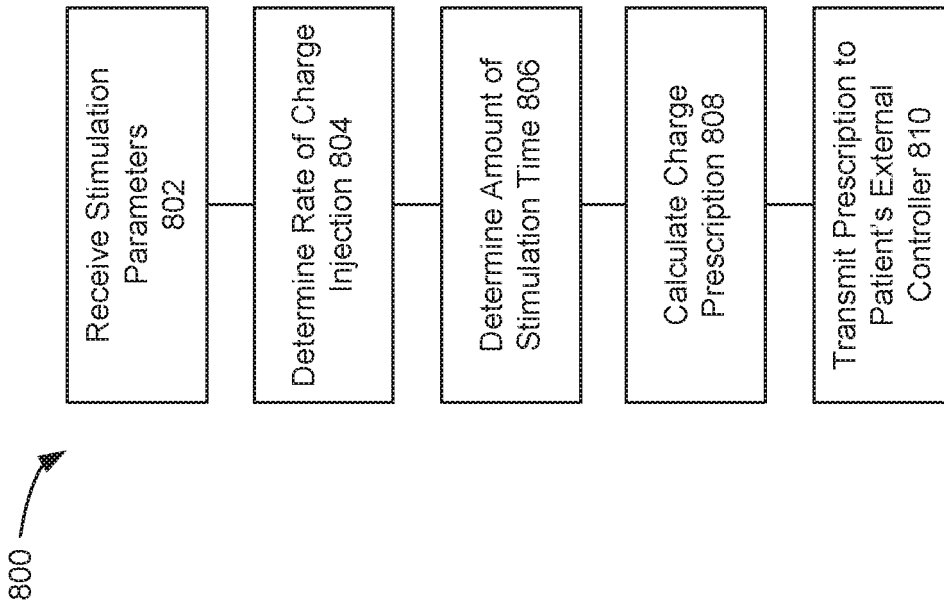 800
Receive Stimulation
Parameters
802
Determine Rate of Charge
Injection 804
Determine Amount of
Stimulation Time 806
Calculate Charge
Prescription 808
Transmit Prescription to
Patient's External
Controller 810